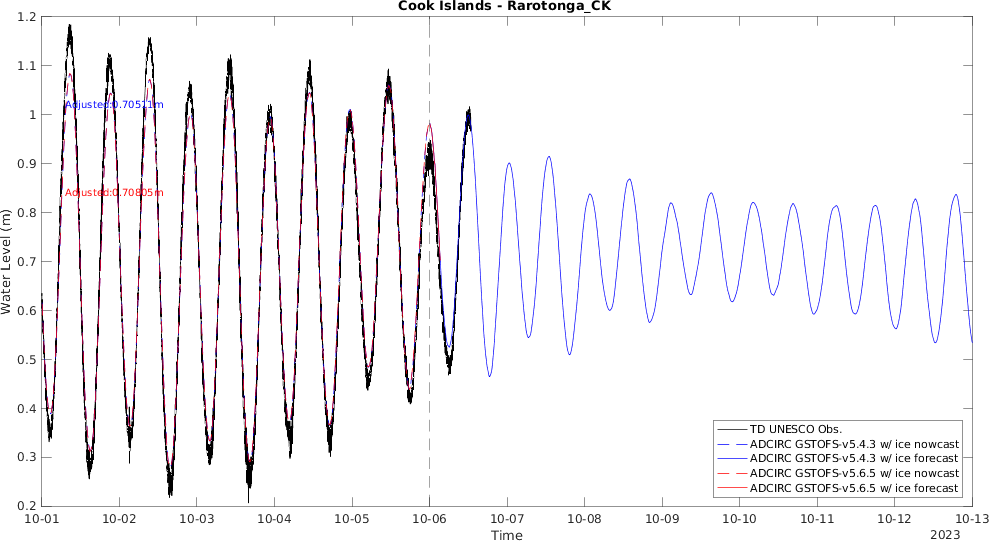 Cook Islands - Rarotonga_CK
1.2
1.1
1
0.9
0.8
0.7
0.6
0.5
0.4
0.3
0.2
Water Level (m)
Adjusted:0.70511m
Adjusted:0.70805m
TD UNESCO Obs.
ADCIRC GSTOFS-v5.4.3 w/ ice nowcast
ADCIRC GSTOFS-v5.4.3 w/ ice forecast
ADCIRC GSTOFS-v5.6.5 w/ ice nowcast
ADCIRC GSTOFS-v5.6.5 w/ ice forecast
10-01 10-02 10-03 10-04 10-05 10-06 10-07 10-08 10-09 10-10 10-11 10-12 10-13
Time
2023